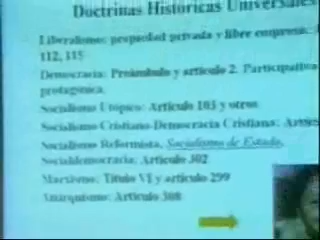 Doctrinas Históricas Universales
Liberalismo: propiedad privada y libre empresa.
112, 115
Democracia: Preámbulo y artículo 2. Participativa
protagónica.
Socialismo Utópico: Artículo 103 y otros
Socialismo Cristiano-Democracia Cristiana:
Socialismo Reformista, Socialismo de Estado,
Socialdemocracia: Artículo 302
Marxismo: Título VI y artículo 299
Anarquismo: Artículo 308